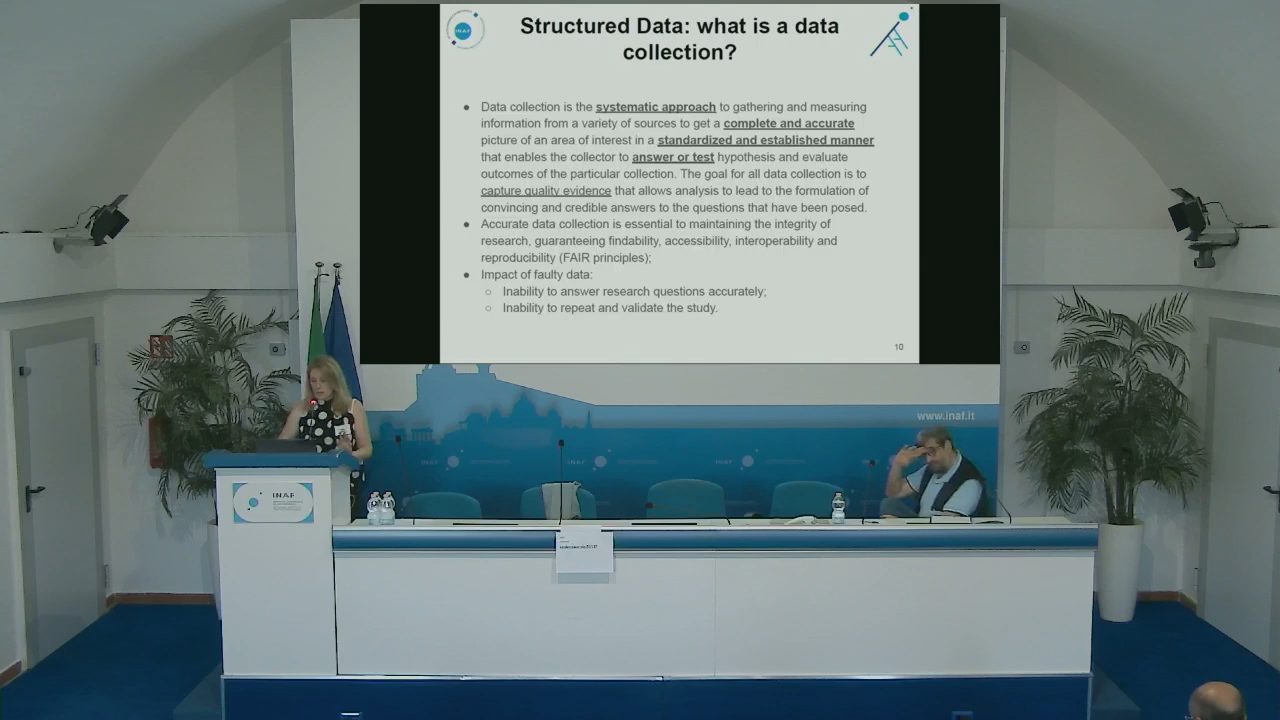 INAF
Structured Data: what is a data
collection?
● Data collection is the systematic approach to gathering and measuring
information from a variety of sources to get a complete and accurate
picture of an area of interest in a standardized and established manner
that enables the collector to answer or test hypothesis and evaluate
outcomes of the particular collection. The goal for all data collection is to
capture quality evidence that allows analysis to lead to the formulation of
convincing and credible answers to the questions that have been posed.
● Accurate data collection is essential to maintaining the integrity of
research, guaranteeing findability, accessibility, interoperability and
reproducibility (FAIR principles);
● Impact of faulty data:
○ Inability to answer research questions accurately;
○ Inability to repeat and validate the study.
10
www.inaf.it
INAF
INAF
INAF
INAF